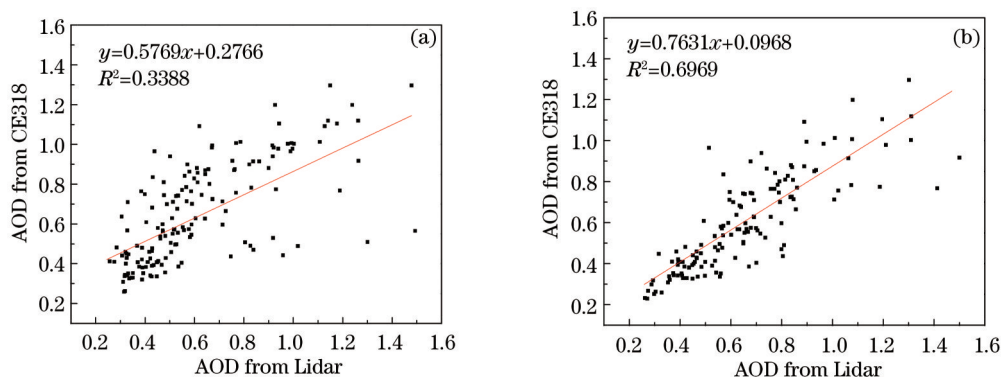 (a)
y=0.5769x+0.2766
R²=0.3388
1.6
1.4
1.2
1.0
0.8
0.6
0.4
0.2
AOD from CE318
0.2 0.4 0.6 0.8 1.0 1.2 1.4 1.6
AOD from Lidar
(b)
y=0.7631x+0.0968
R²=0.6969
1.6
1.4
1.2
1.0
0.8
0.6
0.4
0.2
AOD from CE318
0.2 0.4 0.6 0.8 1.0 1.2 1.4 1.6
AOD from Lidar